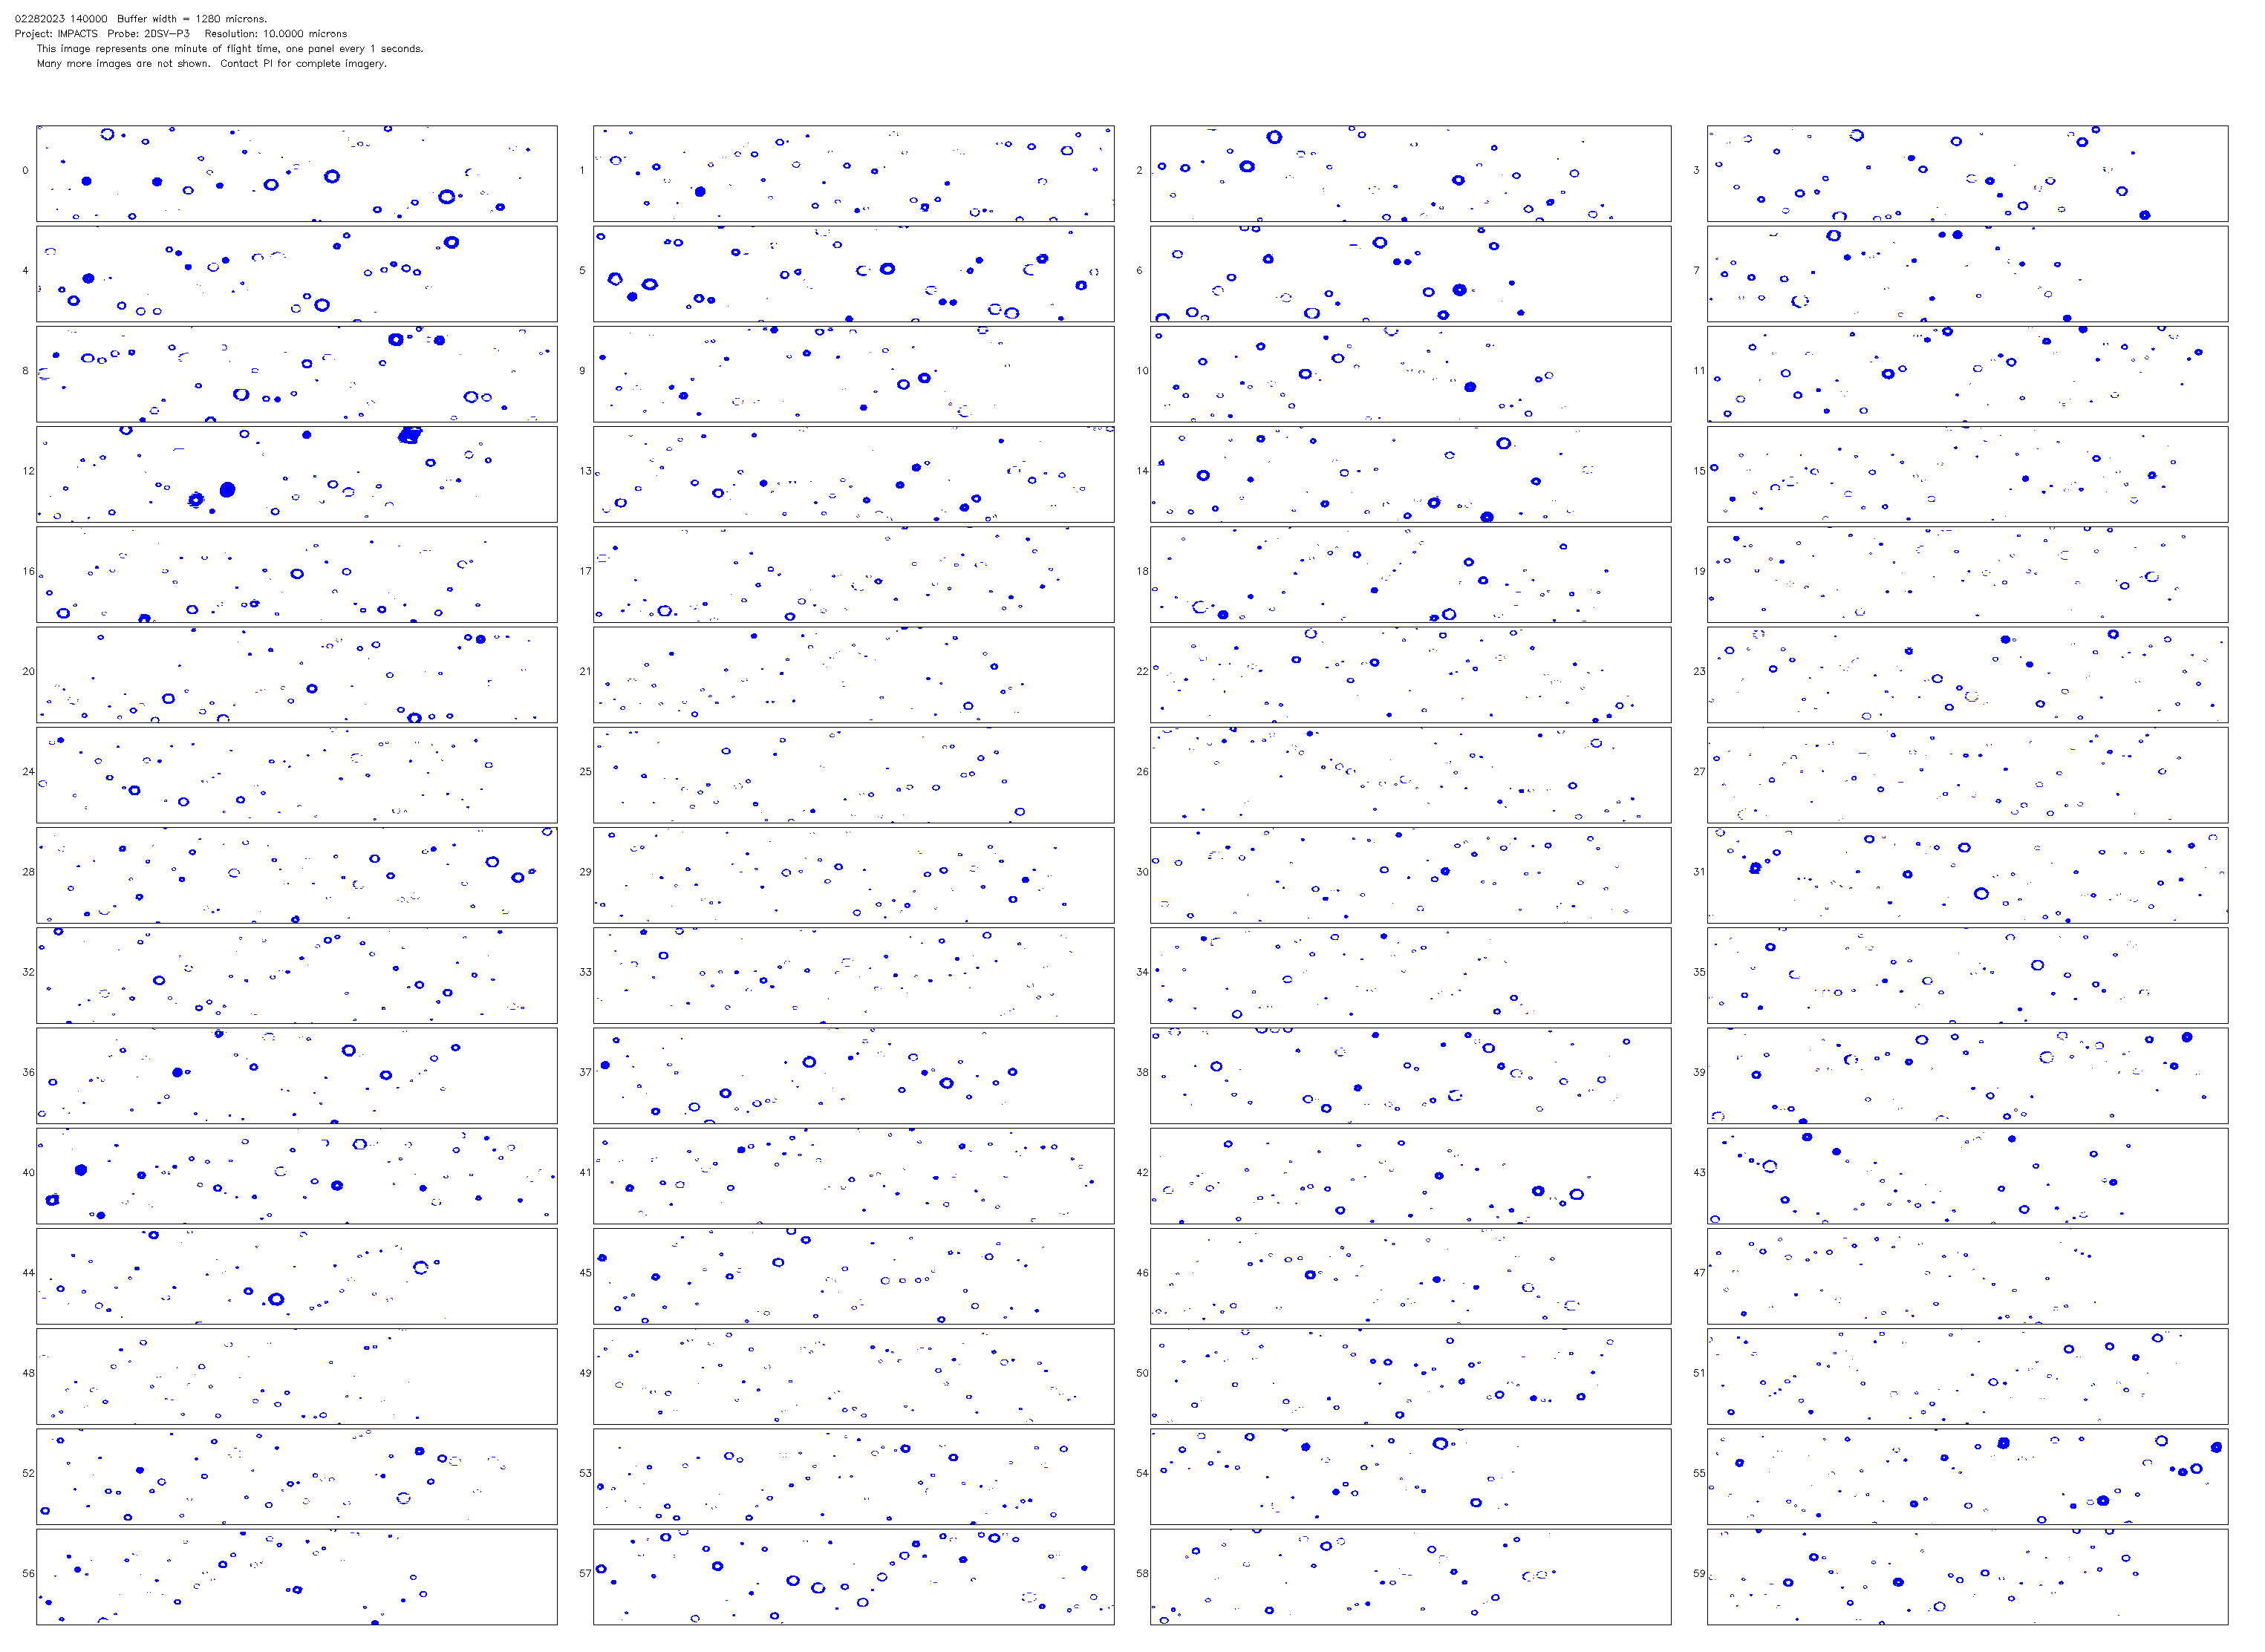 02282023 140000 Buffer width = 1280 microns.
Project: IMPACTS Probe: 2DSV-P3 Resolution: 10.0000 microns
This image represents one minute of flight time, one panel every 1 seconds.
Many more images are not shown. Contact PI for complete imagery.
0 1 2 3
4 5 6 7
8 9 10 11
12 13 14 15
16 17 18 19
20 21 22 23
24 25 26 27
28 29 30 31
32 33 34 35
36 37 38 39
40 41 42 43
44 45 46 47
48 49 50 51
52 53 54 55
56 57 58 59